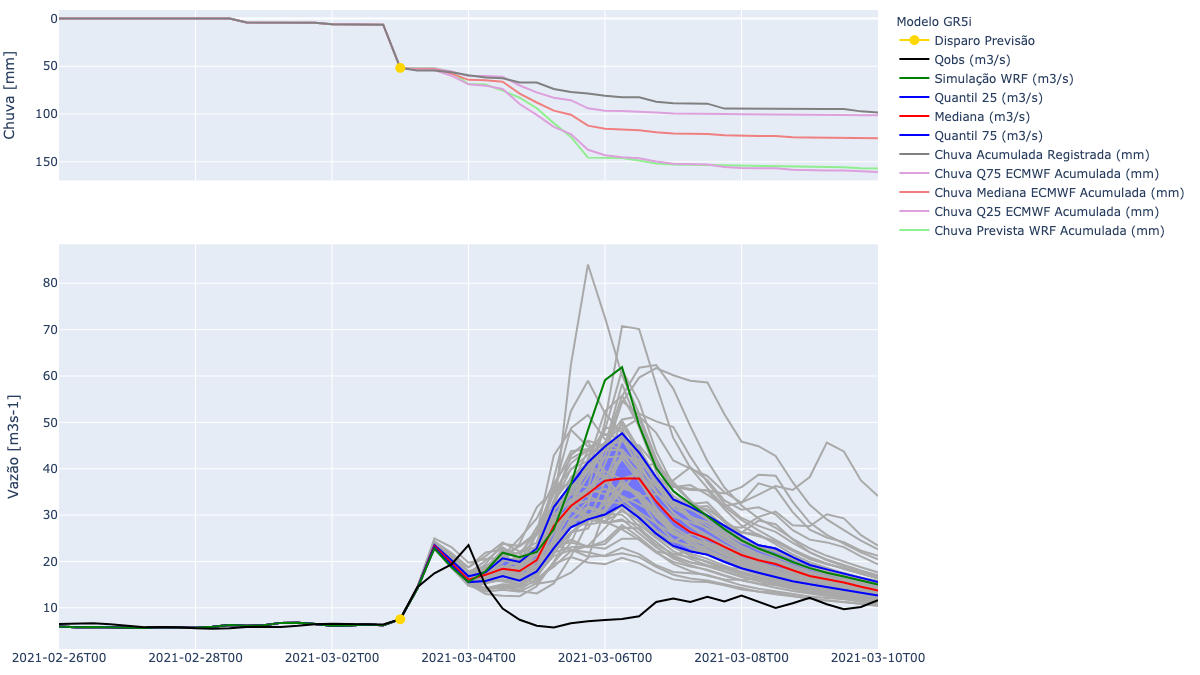 0
50
100
150
Chuva [mm]
Modelo GR5i
Disparo Previsão
Qobs (m3/s)
Simulação WRF (m3/s)
Quantil 25 (m3/s)
Mediana (m3/s)
Quantil 75 (m3/s)
Chuva Acumulada Registrada (mm)
Chuva Q75 ECMWF Acumulada (mm)
Chuva Mediana ECMWF Acumulada (mm)
Chuva Q25 ECMWF Acumulada (mm)
Chuva Prevista WRF Acumulada (mm)
80
70
60
50
40
30
20
10
Vazão [m3s-1]
2021-02-26T00
2021-02-28T00
2021-03-02T00
2021-03-04T00
2021-03-06T00
2021-03-08T00
2021-03-10T00